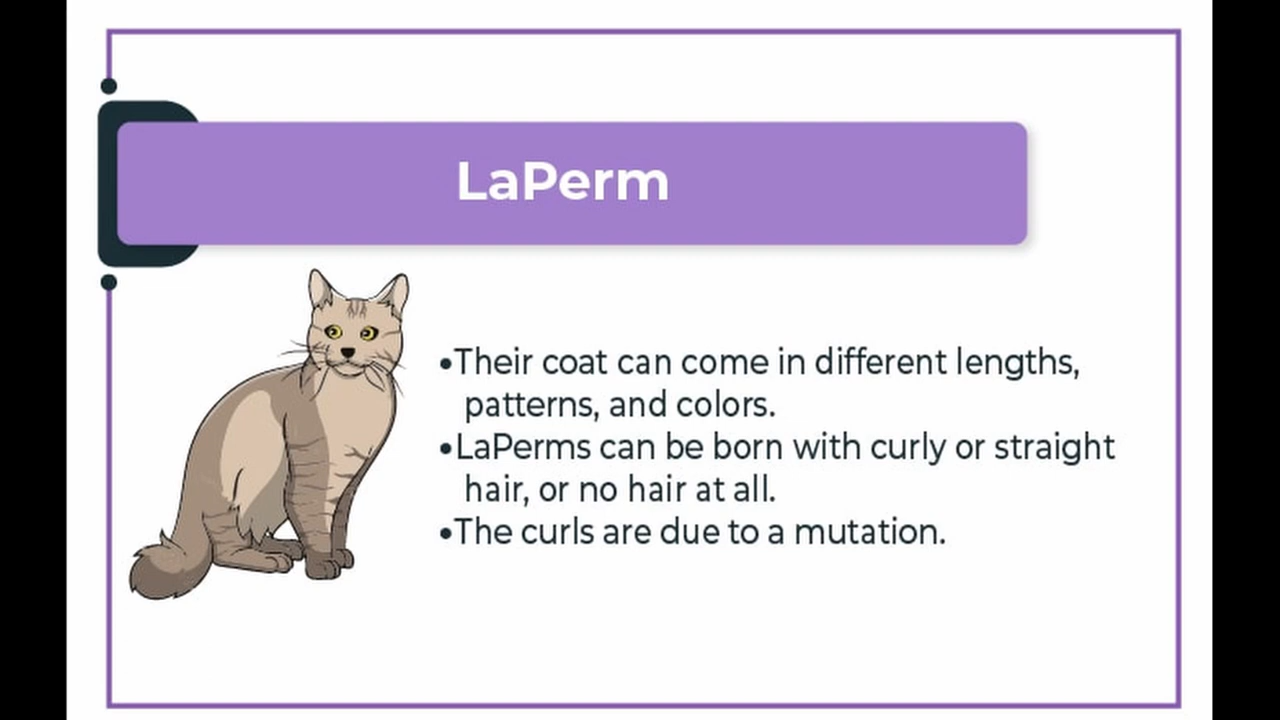 LaPerm
•Their coat can come in different lengths,
patterns, and colors.
•LaPerms can be born with curly or straight
hair, or no hair at all.
•The curls are due to a mutation.